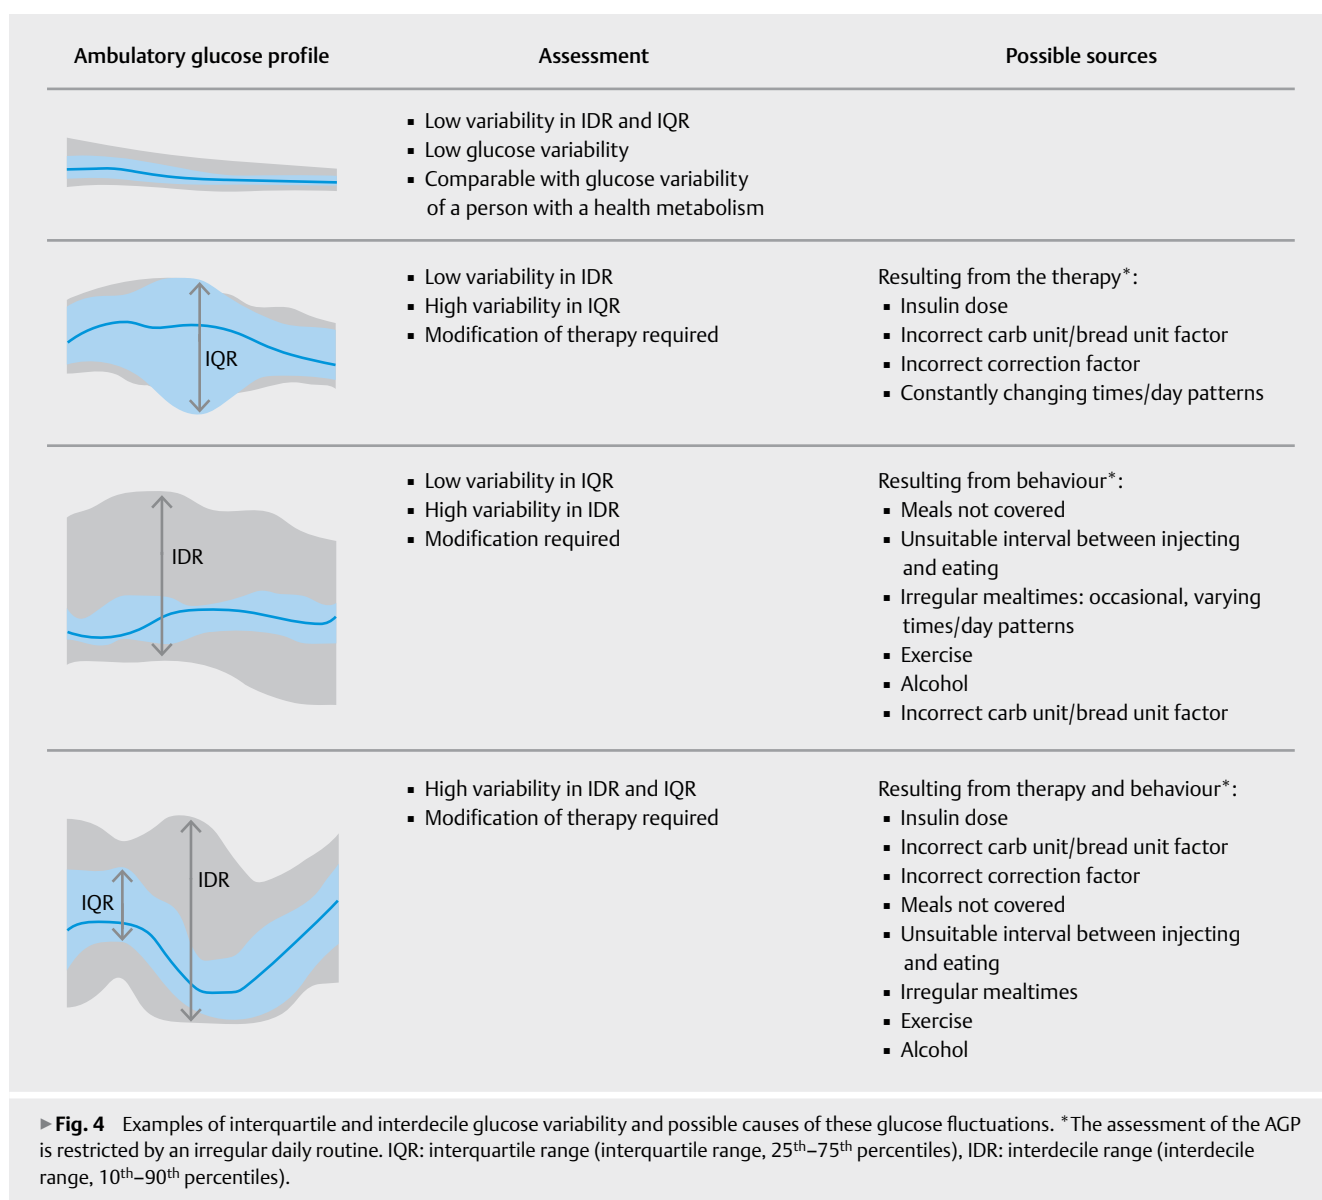 Ambulatory glucose profile Assessment Possible sources
▪ Low variability in IDR and IQR
▪ Low glucose variability
▪ Comparable with glucose variability
of a person with a health metabolism
IQR
▪ Low variability in IDR
▪ High variability in IQR
▪ Modification of therapy required
Resulting from the therapy*:
▪ Insulin dose
▪ Incorrect carb unit/bread unit factor
▪ Incorrect correction factor
▪ Constantly changing times/day patterns
IDR
▪ Low variability in IQR
▪ High variability in IDR
▪ Modification required
Resulting from behaviour*:
▪ Meals not covered
▪ Unsuitable interval between injecting
and eating
▪ Irregular mealtimes: occasional, varying
times/day patterns
▪ Exercise
▪ Alcohol
▪ Incorrect carb unit/bread unit factor
IQR
IDR
▪ High variability in IDR and IQR
▪ Modification of therapy required
Resulting from therapy and behaviour*:
▪ Insulin dose
▪ Incorrect carb unit/bread unit factor
▪ Incorrect correction factor
▪ Meals not covered
▪ Unsuitable interval between injecting
and eating
▪ Irregular mealtimes
▪ Exercise
▪ Alcohol
▶ Fig. 4 Examples of interquartile and interdecile glucose variability and possible causes of these glucose fluctuations. *The assessment of the AGP
is restricted by an irregular daily routine. IQR: interquartile range (interquartile range, 25th–75th percentiles), IDR: interdecile range (interdecile
range, 10th–90th percentiles).